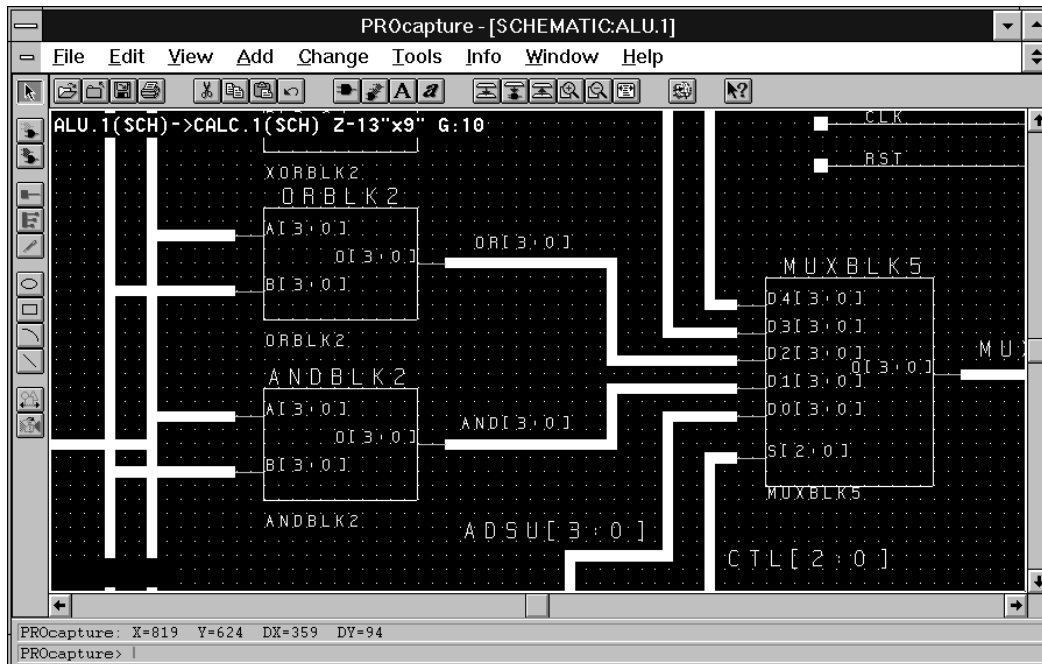 PROcapture - [SCHEMATIC:ALU.1]
File Edit View Add Change Tools Info Window Help
ALU.1(SCH)->CALC.1(SCH) Z-13"x9" G:10
CLK
RST
XORBLK2
ORBLK2
A[3:0]
O[3:0]
B[3:0]
OR[3:0]
ORBLK2
MUXBLK5
D4[3:0]
D3[3:0]
D2[3:0]
O[3:0]
D1[3:0]
D0[3:0]
S[2:0]
MUXBLK5
ANDBLK2
A[3:0]
O[3:0]
B[3:0]
AND[3:0]
ANDBLK2
ADSU[3:0]
CTL[2:0]
PROcapture: X=819 Y=624 DX=359 DY=94
PROcapture>